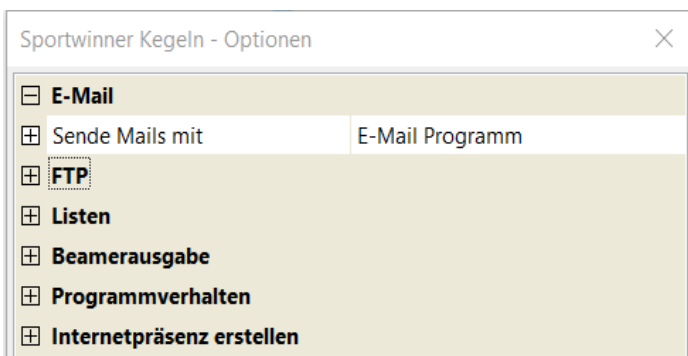 Sportwinner Kegeln - Optionen
E-Mail
Sende Mails mit E-Mail Programm
FTP
Listen
Beamerausgabe
Programmverhalten
Internetpräsenz erstellen